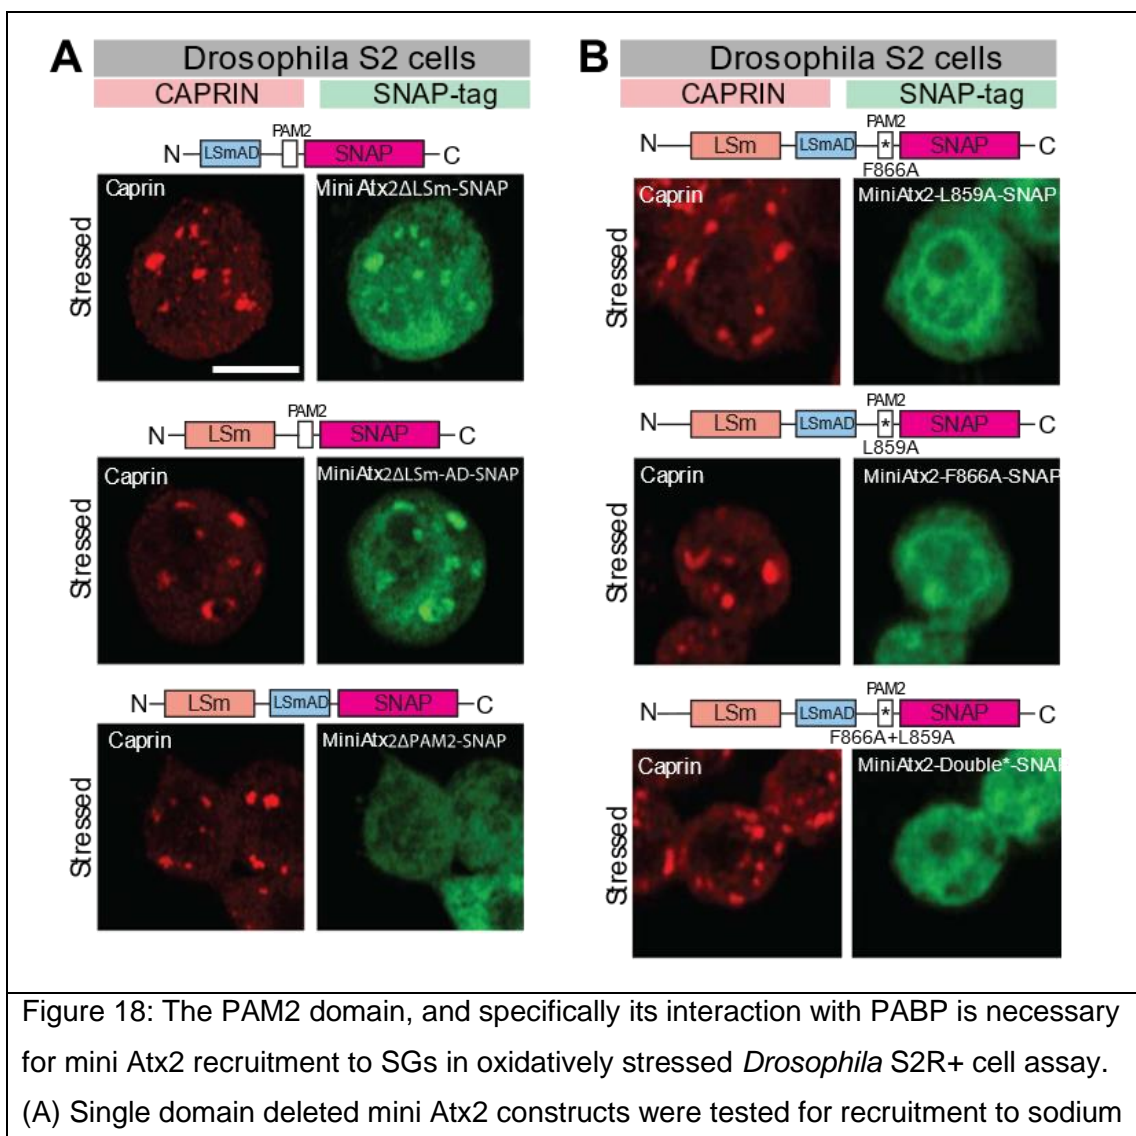 A
Drosophila S2 cells
CAPRIN SNAP-tag
PAM2
N LSmAD SNAP C
Stressed
Caprin
MiniAtx2ΔLSm-SNAP
PAM2
N LSm SNAP C
Stressed
Caprin
MiniAtx2ΔLSm-AD-SNAP
N LSm LSmAD SNAP C
Stressed
Caprin
MiniAtx2ΔPAM2-SNAP
B
Drosophila S2 cells
CAPRIN SNAP-tag
PAM2
N LSm LSmAD * SNAP C
F866A
Stressed
Caprin
MiniAtx2-L859A-SNAP
PAM2
N LSm LSmAD * SNAP C
L859A
Stressed
Caprin
MiniAtx2-F866A-SNAP
PAM2
N LSm LSmAD * SNAP C
F866A+L859A
Stressed
Caprin
MiniAtx2-Double*-SNAP
Figure 18: The PAM2 domain, and specifically its interaction with PABP is necessary
for mini Atx2 recruitment to SGs in oxidatively stressed Drosophila S2R+ cell assay.
(A) Single domain deleted mini Atx2 constructs were tested for recruitment to sodium